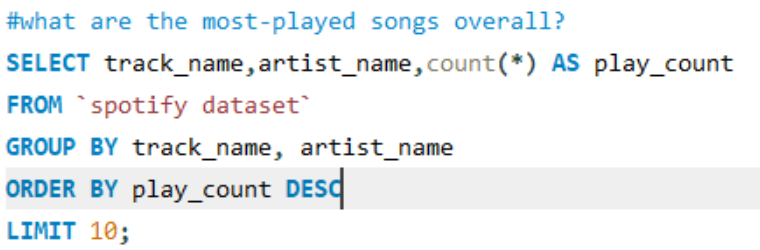 #what are the most-played songs overall?
SELECT track_name,artist_name,count(*) AS play_count
FROM `spotify dataset`
GROUP BY track_name, artist_name
ORDER BY play_count DESC
LIMIT 10;